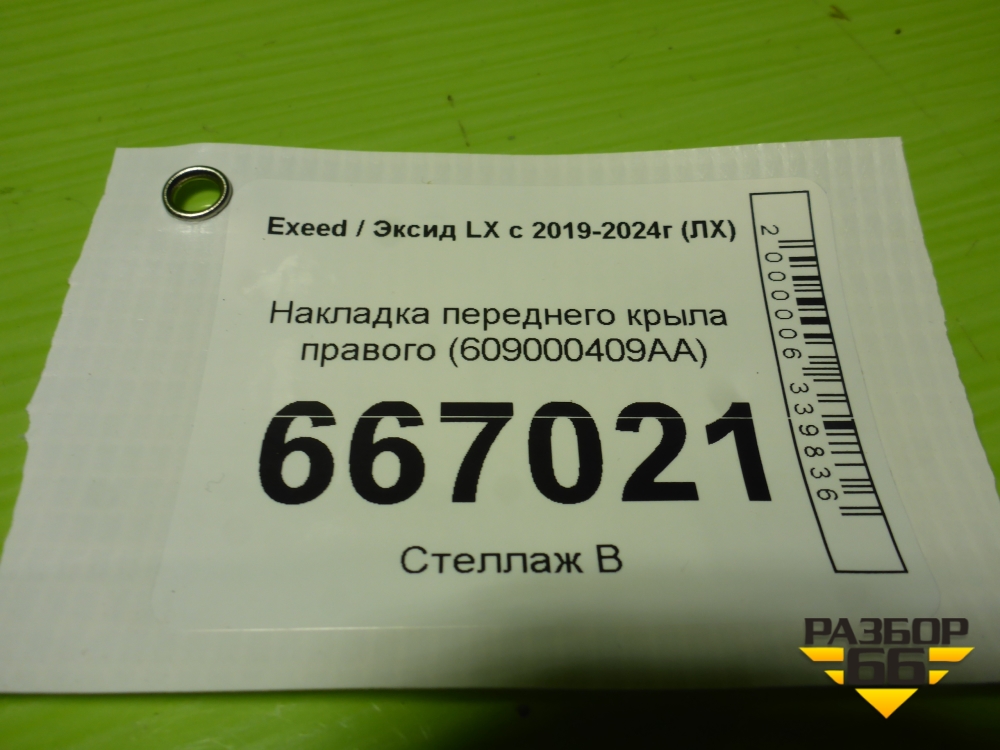 Exeed / Эксид LX с 2019-2024г (ЛХ)
Накладка переднего крыла
правого (609000409AA)
667021
Стеллаж В
2000006339836
РАЗБОР
66